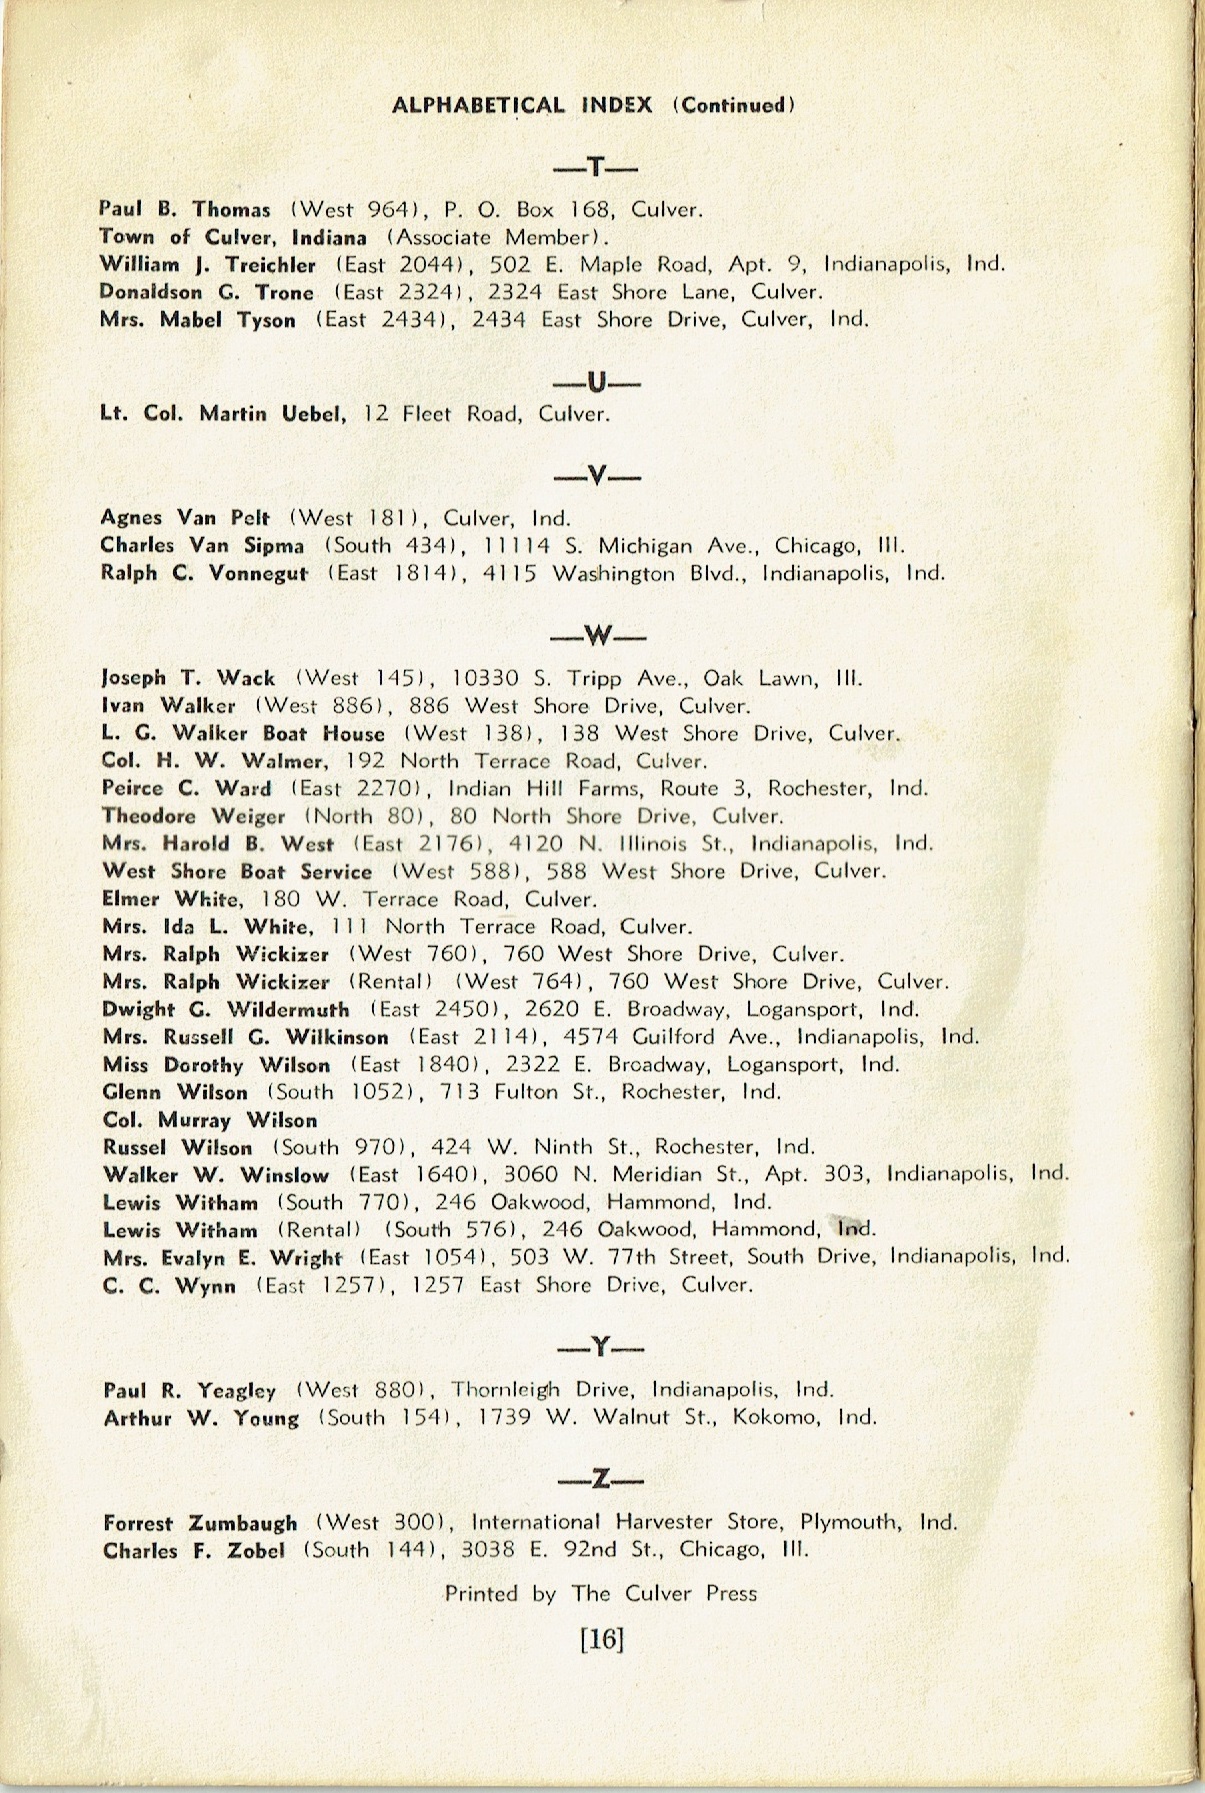 ALPHABETICAL INDEX (Continued)
—T—
Paul B. Thomas (West 964), P. O. Box 168, Culver.
Town of Culver, Indiana (Associate Member).
William J. Treichler (East 2044), 502 E. Maple Road, Apt. 9, Indianapolis, Ind.
Donaldson G. Trone (East 2324), 2324 East Shore Lane, Culver.
Mrs. Mabel Tyson (East 2434), 2434 East Shore Drive, Culver, Ind.
—U—
Lt. Col. Martin Uebel, 12 Fleet Road, Culver.
—V—
Agnes Van Pelt (West 181), Culver, Ind.
Charles Van Sipma (South 434), 11114 S. Michigan Ave., Chicago, Ill.
Ralph C. Vonnegut (East 1814), 4115 Washington Blvd., Indianapolis, Ind.
—W—
Joseph T. Wack (West 145), 10330 S. Tripp Ave., Oak Lawn, Ill.
Ivan Walker (West 886), 886 West Shore Drive, Culver.
L. G. Walker Boat House (West 138), 138 West Shore Drive, Culver.
Col. H. W. Walmer, 192 North Terrace Road, Culver.
Peirce C. Ward (East 2270), Indian Hill Farms, Route 3, Rochester, Ind.
Theodore Weiger (North 80), 80 North Shore Drive, Culver.
Mrs. Harold B. West (East 2176), 4120 N. Illinois St., Indianapolis, Ind.
West Shore Boat Service (West 588), 588 West Shore Drive, Culver.
Elmer White, 180 W. Terrace Road, Culver.
Mrs. Ida L. White, 111 North Terrace Road, Culver.
Mrs. Ralph Wickizer (West 760), 760 West Shore Drive, Culver.
Mrs. Ralph Wickizer (Rental) (West 764), 760 West Shore Drive, Culver.
Dwight G. Wildermuth (East 2450), 2620 E. Broadway, Logansport, Ind.
Mrs. Russell G. Wilkinson (East 2114), 4574 Guilford Ave., Indianapolis, Ind.
Miss Dorothy Wilson (East 1840), 2322 E. Broadway, Logansport, Ind.
Glenn Wilson (South 1052), 713 Fulton St., Rochester, Ind.
Col. Murray Wilson
Russel Wilson (South 970), 424 W. Ninth St., Rochester, Ind.
Walker W. Winslow (East 1640), 3060 N. Meridian St., Apt. 303, Indianapolis, Ind.
Lewis Witham (South 770), 246 Oakwood, Hammond, Ind.
Lewis Witham (Rental) (South 576), 246 Oakwood, Hammond, Ind.
Mrs. Evalyn E. Wright (East 1054), 503 W. 77th Street, South Drive, Indianapolis, Ind.
C. C. Wynn (East 1257), 1257 East Shore Drive, Culver.
—Y—
Paul R. Yeagley (West 880), Thornleigh Drive, Indianapolis, Ind.
Arthur W. Young (South 154), 1739 W. Walnut St., Kokomo, Ind.
—Z—
Forrest Zumbaugh (West 300), International Harvester Store, Plymouth, Ind.
Charles F. Zobel (South 144), 3038 E. 92nd St., Chicago, Ill.
Printed by The Culver Press
[16]